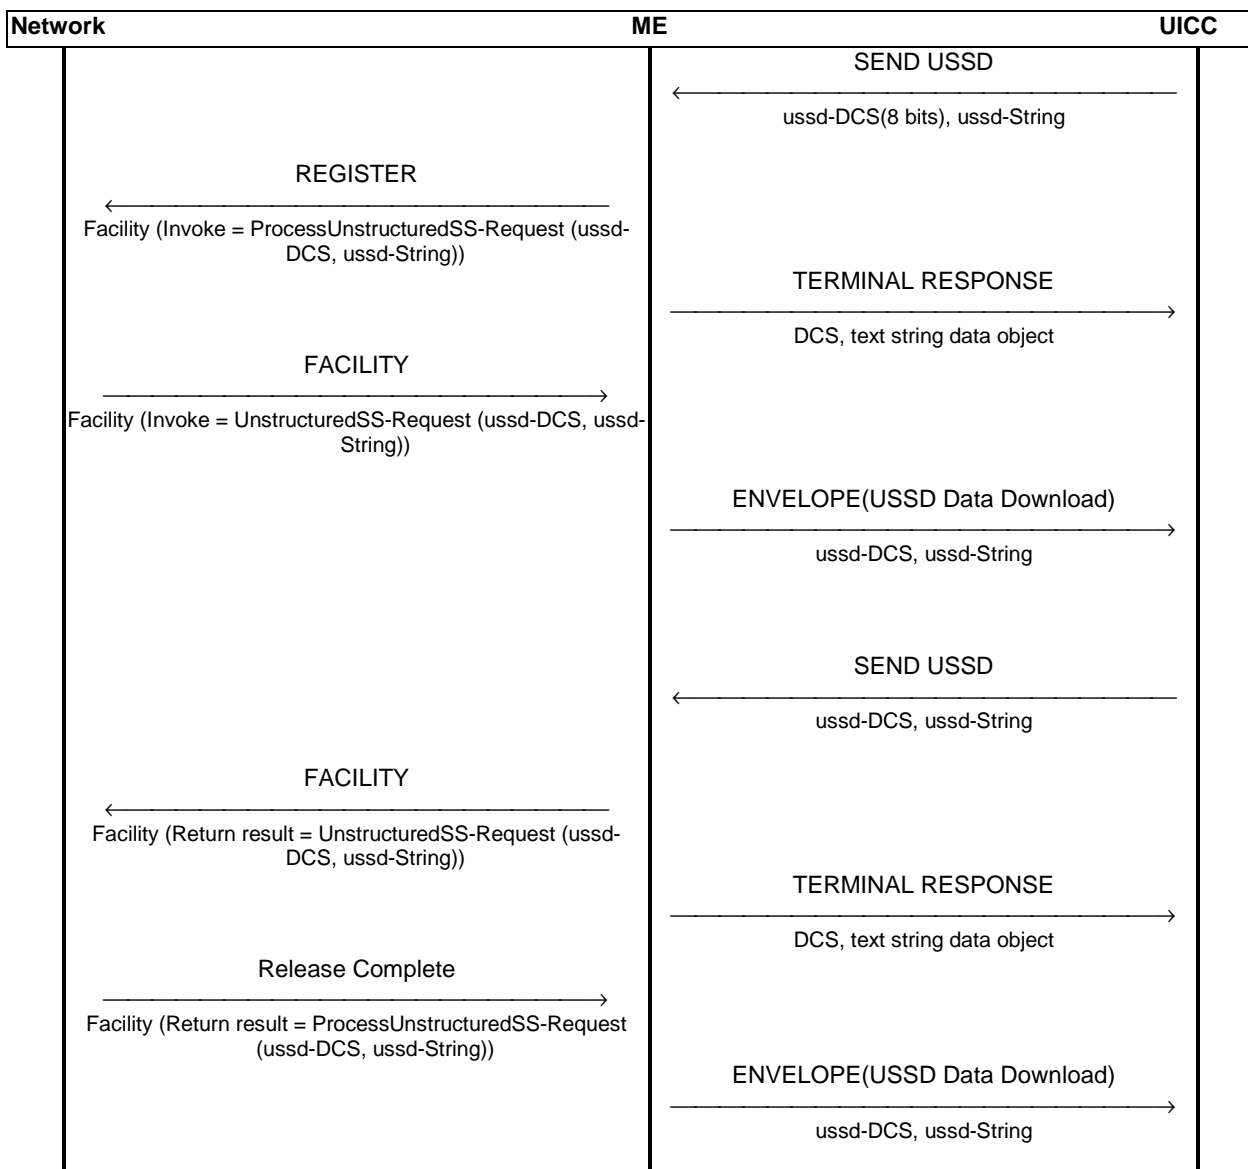 Network ME UICC
SEND USSD
ussd-DCS(8 bits), ussd-String
REGISTER
Facility (Invoke = ProcessUnstructuredSS-Request (ussd-
DCS, ussd-String))
TERMINAL RESPONSE
DCS, text string data object
FACILITY
Facility (Invoke = UnstructuredSS-Request (ussd-DCS, ussd-
String))
ENVELOPE(USSD Data Download)
ussd-DCS, ussd-String
SEND USSD
ussd-DCS, ussd-String
FACILITY
Facility (Return result = UnstructuredSS-Request (ussd-
DCS, ussd-String))
TERMINAL RESPONSE
DCS, text string data object
Release Complete
Facility (Return result = ProcessUnstructuredSS-Request
(ussd-DCS, ussd-String))
ENVELOPE(USSD Data Download)
ussd-DCS, ussd-String